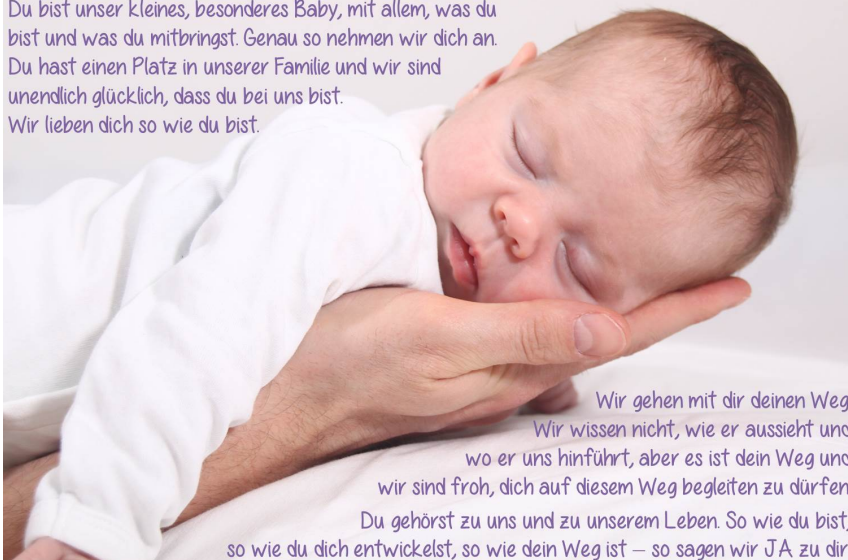 Du bist unser kleines, besonderes Baby, mit allem, was du
bist und was du mitbringst. Genau so nehmen wir dich an.
Du hast einen Platz in unserer Familie und wir sind
unendlich glücklich, dass du bei uns bist.
Wir lieben dich so wie du bist.
Wir gehen mit dir deinen Weg
Wir wissen nicht, wie er aussieht und
wo er uns hinführt, aber es ist dein Weg und
wir sind froh, dich auf diesem Weg begleiten zu dürfen
Du gehörst zu uns und zu unserem Leben. So wie du bist,
so wie du dich entwickelst, so wie dein Weg ist – so sagen wir JA zu dir